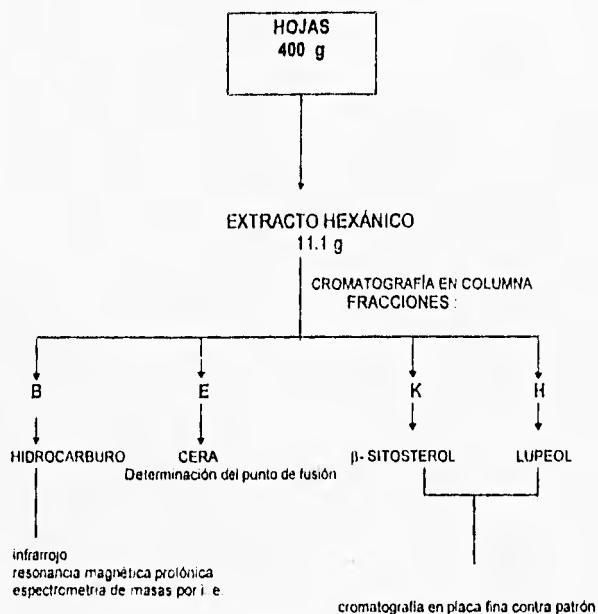 HOJAS
400 g
EXTRACTO HEXÁNICO
11.1 g
CROMATOGRAFÍA EN COLUMNA
FRACCIONES :
B E K H
HIDROCARBURO CERA β- SITOSTEROL LUPEOL
Determinación del punto de fusión
infrarrojo
resonancia magnética protónica
espectrometria de masas por i. e.
cromatografía en placa fina contra patrón